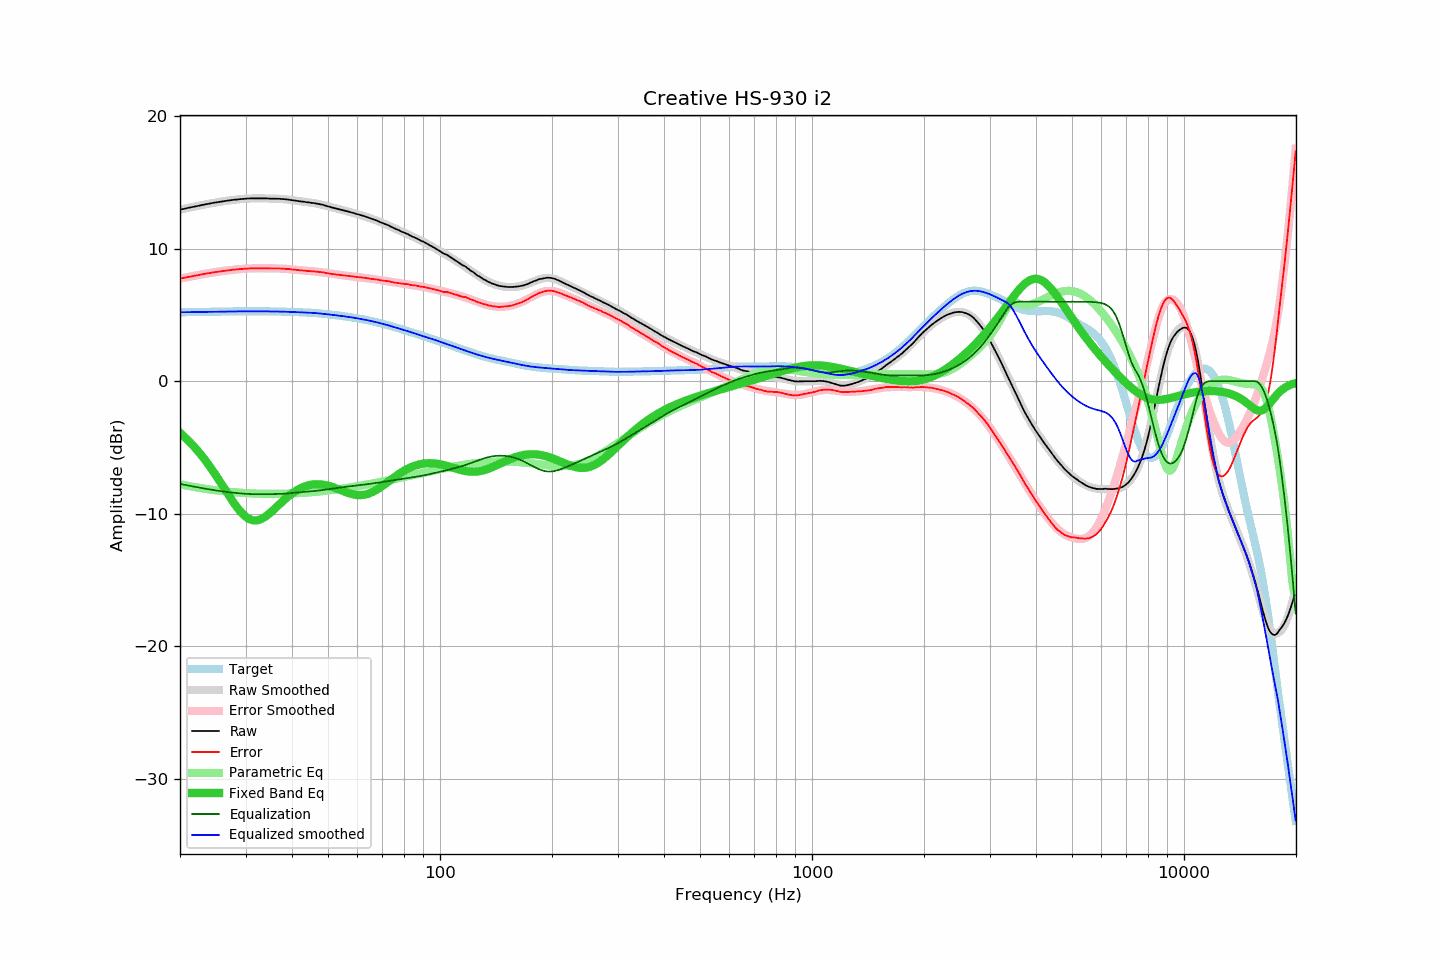 Creative HS-930 i2
20
10
0
−10
−20
−30
Amplitude (dBr)
Target
Raw Smoothed
Error Smoothed
Raw
Error
Parametric Eq
Fixed Band Eq
Equalization
Equalized smoothed
100
1000
10000
Frequency (Hz)